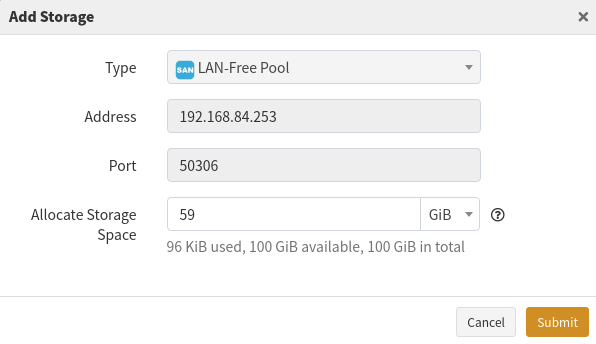 Add Storage ×
Type SAN LAN-Free Pool
Address 192.168.84.253
Port 50306
Allocate Storage Space 59 GiB ?
96 KiB used, 100 GiB available, 100 GiB in total
Cancel Submit